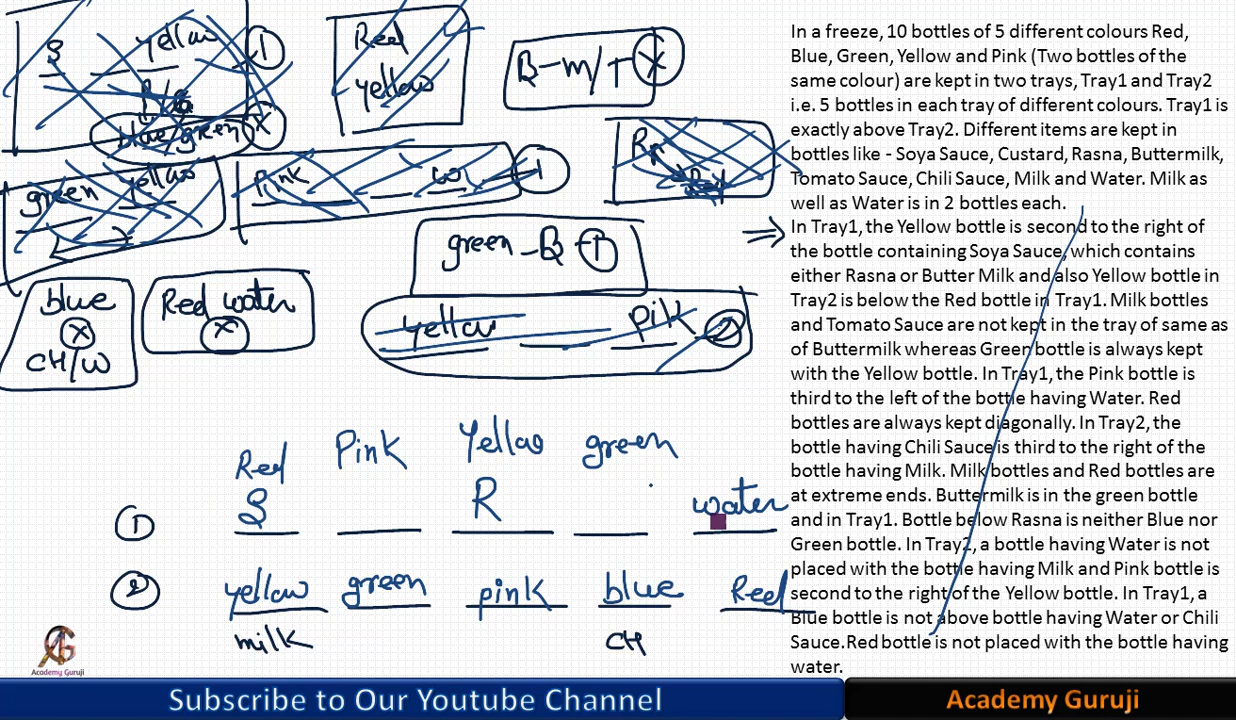 S yellow 1
Red
yellow
B-m/T X
blue/green X
green yellow
Pink w 1
green - B 1
blue
X
CH/W
Red water
X
yellow pik 2
Red Pink Yellow green
1 S R water
2 yellow green pink blue Red
milk CH
Academy Guruji
In a freeze, 10 bottles of 5 different colours Red,
Blue, Green, Yellow and Pink (Two bottles of the
same colour) are kept in two trays, Tray1 and Tray2
i.e. 5 bottles in each tray of different colours. Tray1 is
exactly above Tray2. Different items are kept in
bottles like - Soya Sauce, Custard, Rasna, Buttermilk,
Tomato Sauce, Chili Sauce, Milk and Water. Milk as
well as Water is in 2 bottles each.
In Tray1, the Yellow bottle is second to the right of
the bottle containing Soya Sauce, which contains
either Rasna or Butter Milk and also Yellow bottle in
Tray2 is below the Red bottle in Tray1. Milk bottles
and Tomato Sauce are not kept in the tray of same as
of Buttermilk whereas Green bottle is always kept
with the Yellow bottle. In Tray1, the Pink bottle is
third to the left of the bottle having Water. Red
bottles are always kept diagonally. In Tray2, the
bottle having Chili Sauce is third to the right of the
bottle having Milk. Milk bottles and Red bottles are
at extreme ends. Buttermilk is in the green bottle
and in Tray1. Bottle below Rasna is neither Blue nor
Green bottle. In Tray2, a bottle having Water is not
placed with the bottle having Milk and Pink bottle is
second to the right of the Yellow bottle. In Tray1, a
Blue bottle is not above bottle having Water or Chili
Sauce.Red bottle is not placed with the bottle having
water.
Subscribe to Our Youtube Channel
Academy Guruji